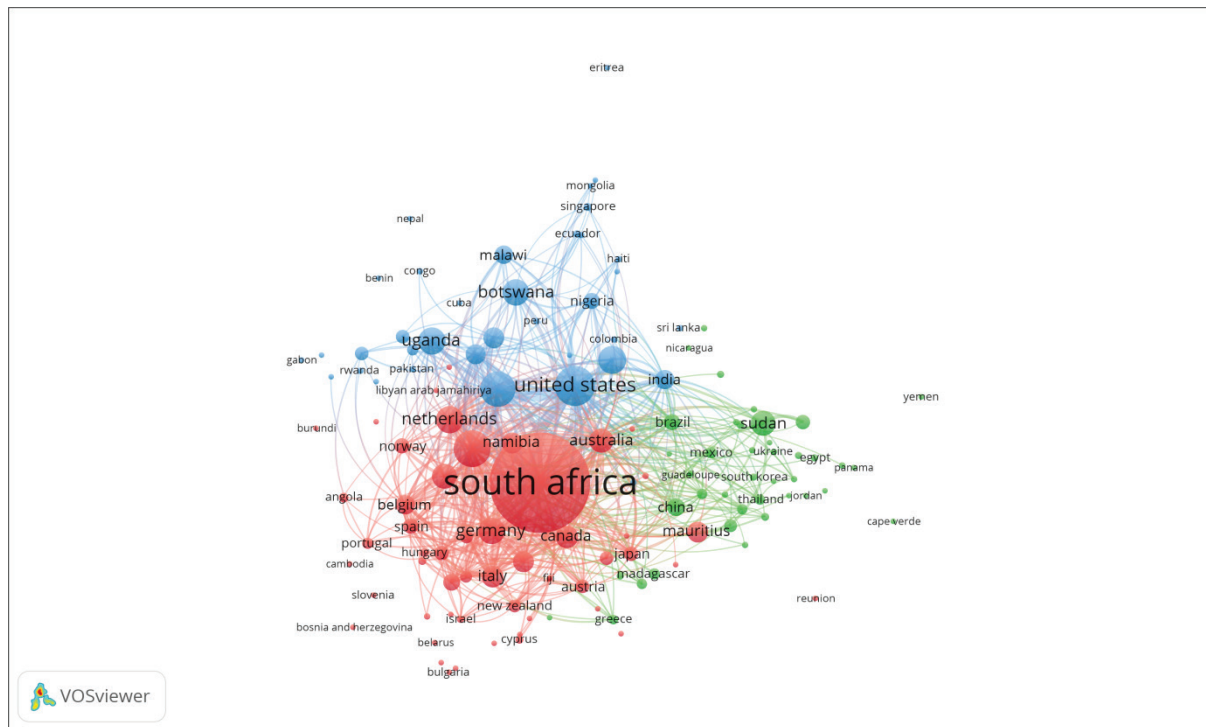 eritrea
mongolia
singapore
nepal
ecuador
malawi
haiti
congo
benin
botswana
nigeria
cuba
peru
sri lanka
uganda
colombia
nicaragua
gabon
rwanda
pakistan
india
united states
libyan arab jamahiriya
yemen
netherlands
brazil
sudan
burundi
norway
namibia
australia
mexico
ukraine
egypt
panama
guadeloupe
south korea
south africa
angola
belgium
thailand
jordan
china
cape verde
spain
germany
canada
mauritius
portugal
hungary
japan
cambodia
italy
fiji
madagascar
austria
slovenia
reunion
new zealand
israel
greece
bosnia and herzegovina
belarus
cyprus
bulgaria
VOSviewer